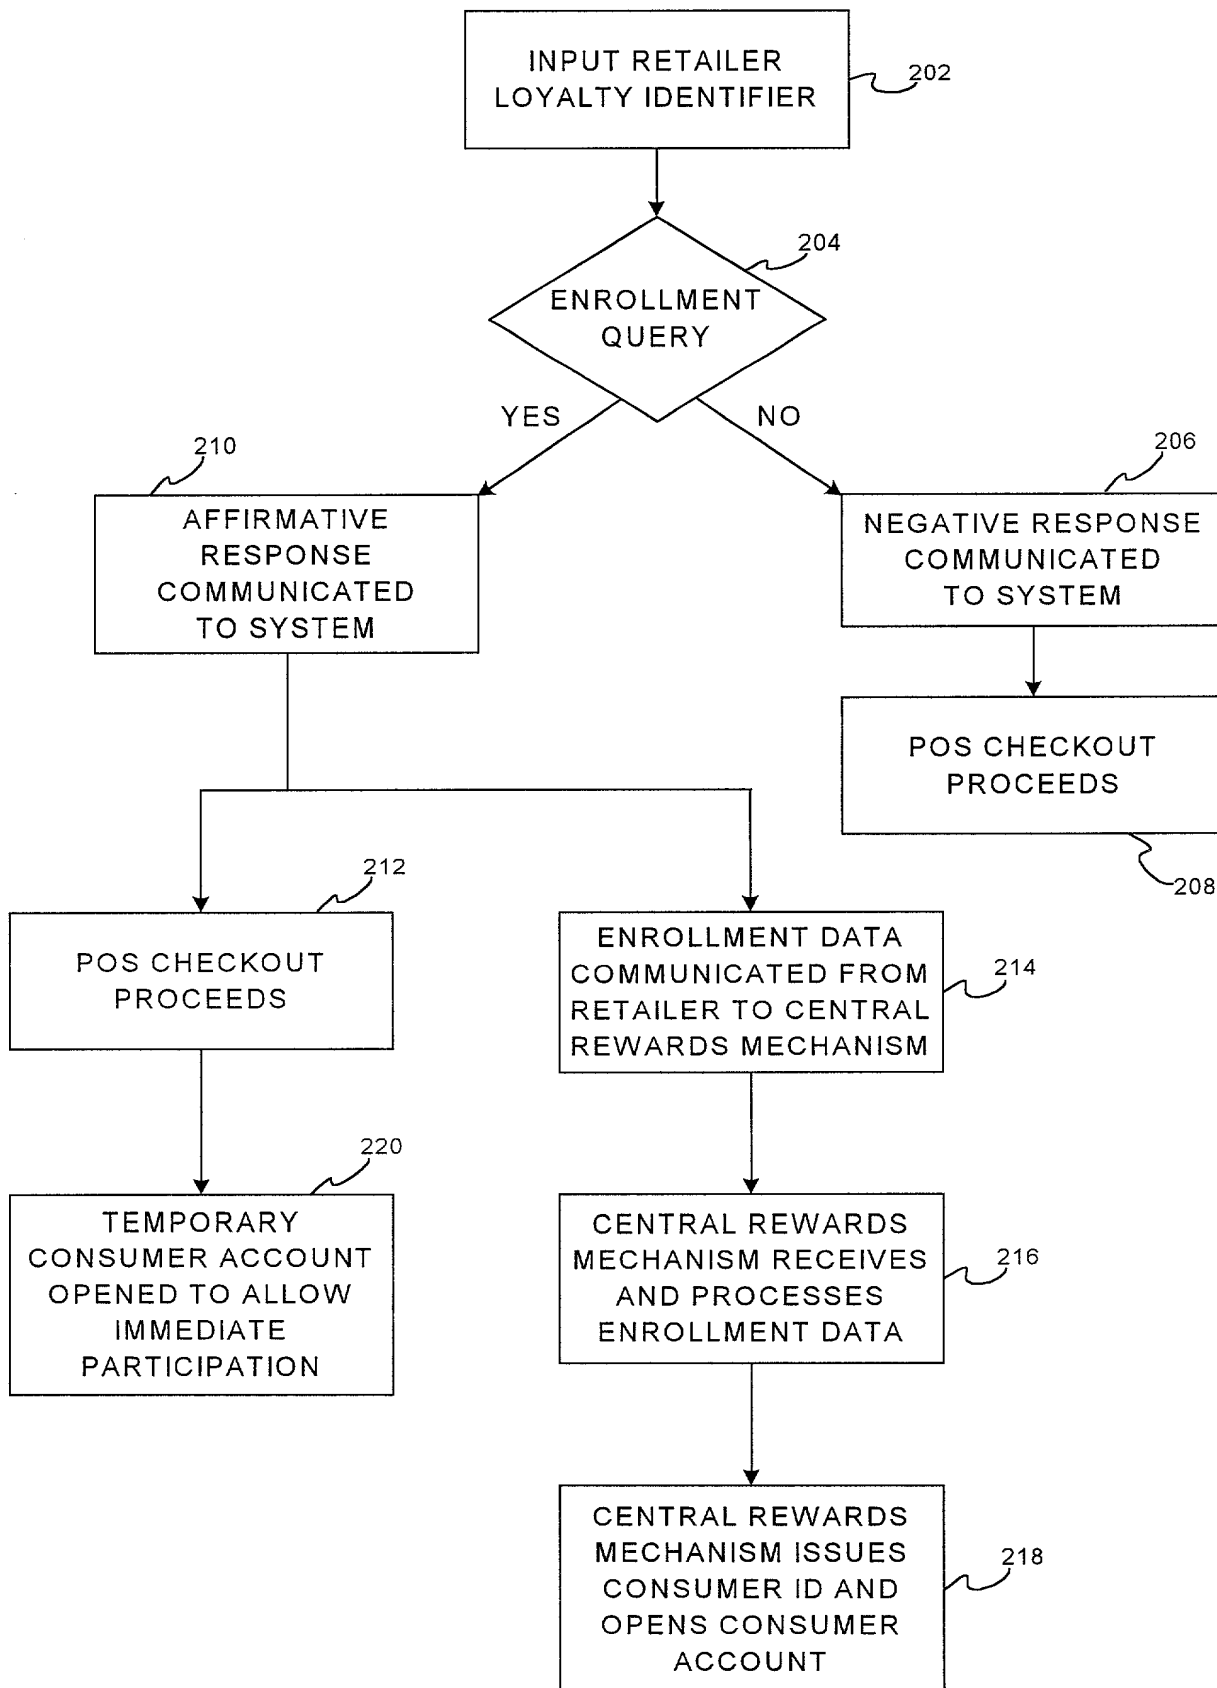 INPUT RETAILER
LOYALTY IDENTIFIER
202
204
ENROLLMENT
QUERY
YES
NO
210
206
AFFIRMATIVE
RESPONSE
COMMUNICATED
TO SYSTEM
NEGATIVE RESPONSE
COMMUNICATED
TO SYSTEM
POS CHECKOUT
PROCEEDS
208
212
POS CHECKOUT
PROCEEDS
ENROLLMENT DATA
COMMUNICATED FROM
RETAILER TO CENTRAL
REWARDS MECHANISM
214
220
TEMPORARY
CONSUMER ACCOUNT
OPENED TO ALLOW
IMMEDIATE
PARTICIPATION
CENTRAL REWARDS
MECHANISM RECEIVES
AND PROCESSES
ENROLLMENT DATA
216
CENTRAL REWARDS
MECHANISM ISSUES
CONSUMER ID AND
OPENS CONSUMER
ACCOUNT
218